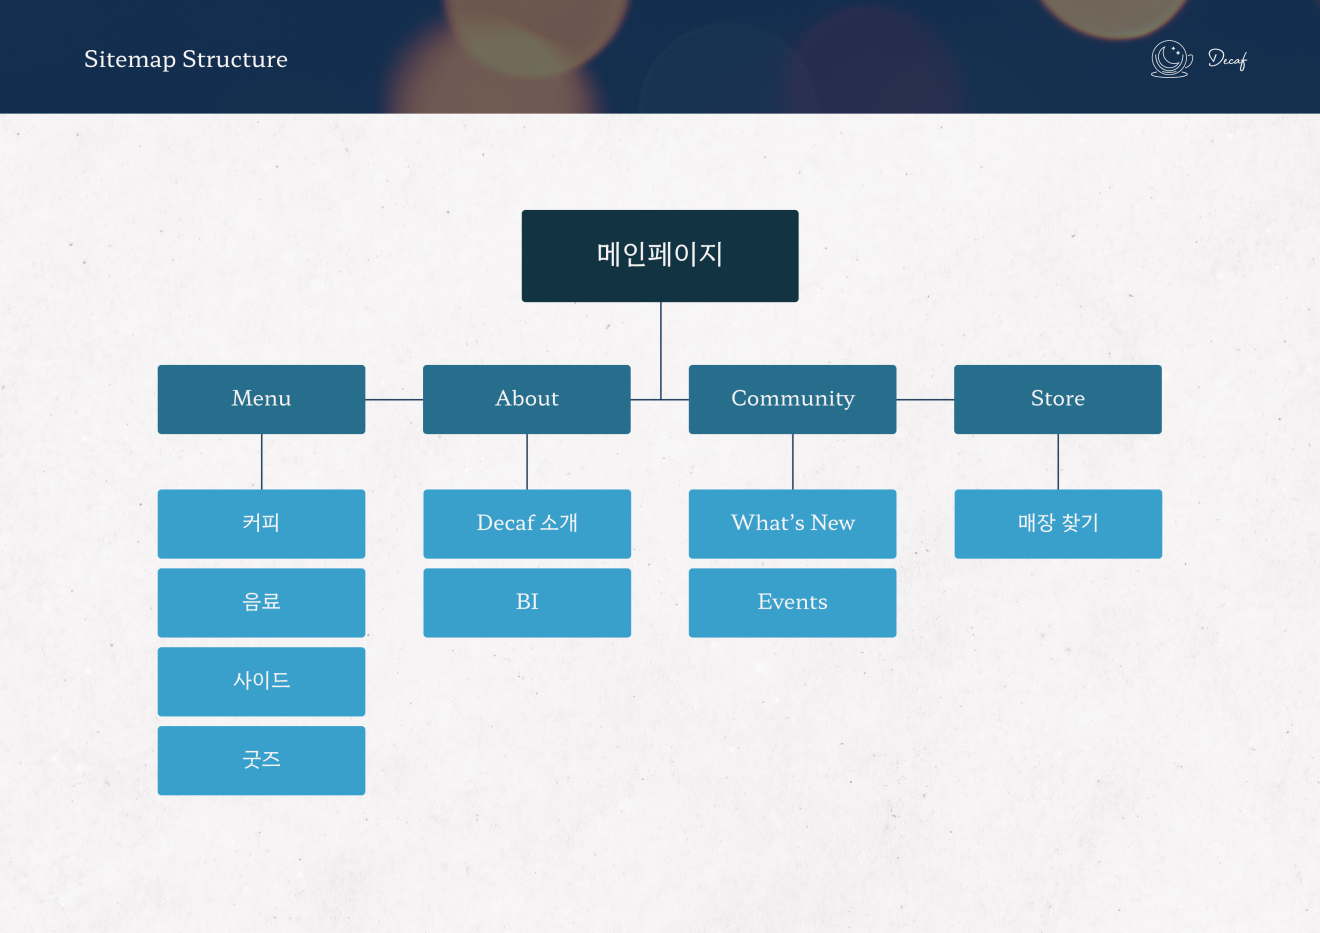 Sitemap Structure
Decaf
메인페이지
Menu
About
Community
Store
커피
Decaf 소개
What's New
매장 찾기
음료
BI
Events
사이드
굿즈